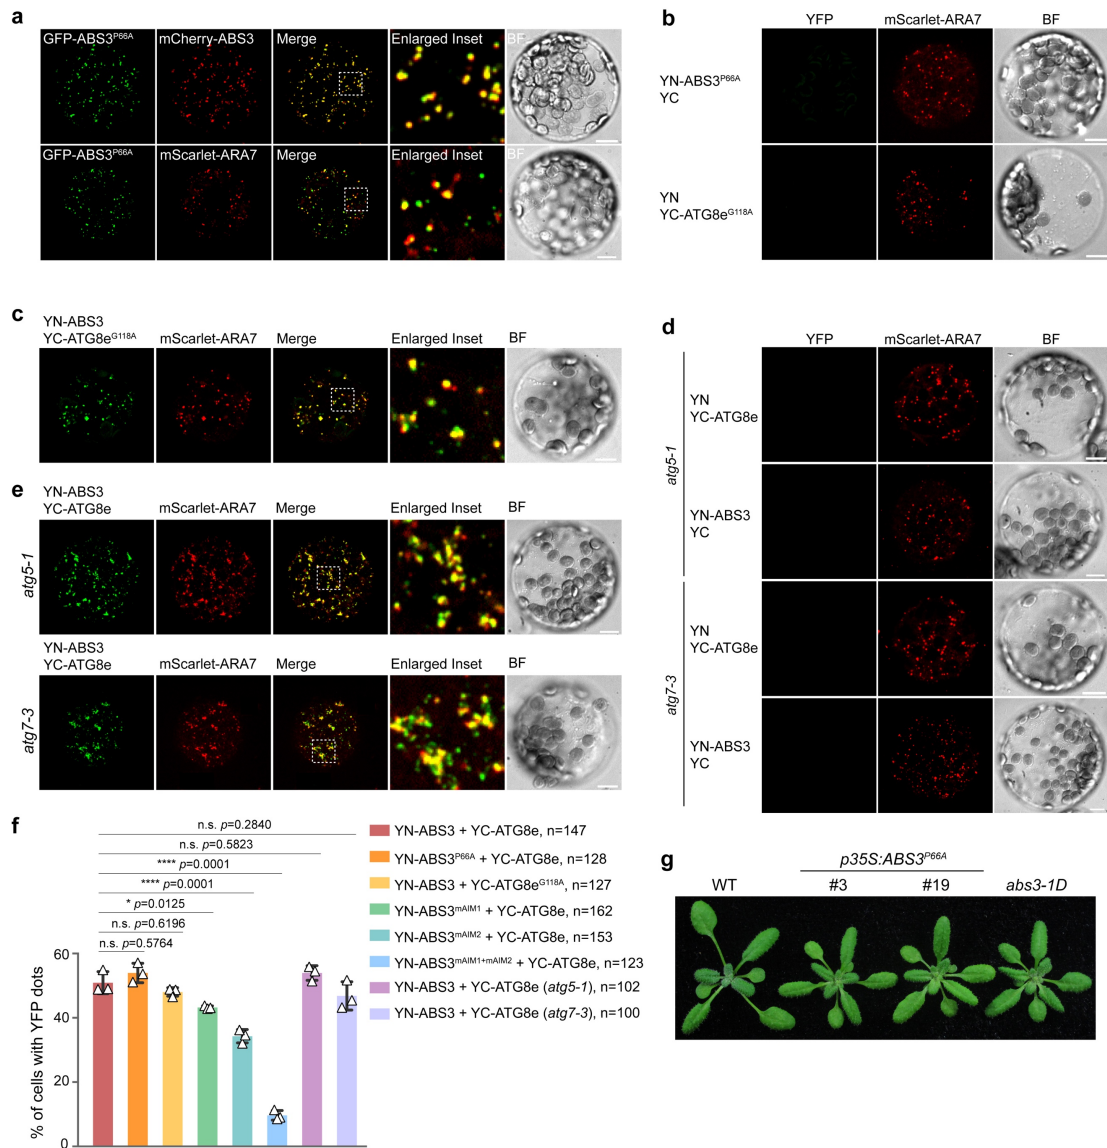 a
GFP-ABS3P66A mCherry-ABS3 Merge Enlarged Inset BF
GFP-ABS3P66A mScarlet-ARA7 Merge Enlarged Inset BF
b
YFP mScarlet-ARA7 BF
YN-ABS3P66A
YC
YN
YC-ATG8eG118A
c
YN-ABS3
YC-ATG8eG118A mScarlet-ARA7 Merge Enlarged Inset BF
d
YFP mScarlet-ARA7 BF
atg5-1
YN
YC-ATG8e
YN-ABS3
YC
atg7-3
YN
YC-ATG8e
YN-ABS3
YC
e
YN-ABS3
YC-ATG8e mScarlet-ARA7 Merge Enlarged Inset BF
atg5-1
YN-ABS3
YC-ATG8e mScarlet-ARA7 Merge Enlarged Inset BF
atg7-3
f
n.s. p=0.2840
n.s. p=0.5823
**** p=0.0001
**** p=0.0001
* p=0.0125
n.s. p=0.6196
n.s. p=0.5764
% of cells with YFP dots
60
40
20
0
YN-ABS3 + YC-ATG8e, n=147
YN-ABS3P66A + YC-ATG8e, n=128
YN-ABS3 + YC-ATG8eG118A, n=127
YN-ABS3mAIM1 + YC-ATG8e, n=162
YN-ABS3mAIM2 + YC-ATG8e, n=153
YN-ABS3mAIM1+mAIM2 + YC-ATG8e, n=123
YN-ABS3 + YC-ATG8e (atg5-1), n=102
YN-ABS3 + YC-ATG8e (atg7-3), n=100
g
p35S:ABS3P66A
WT #3 #19 abs3-1D